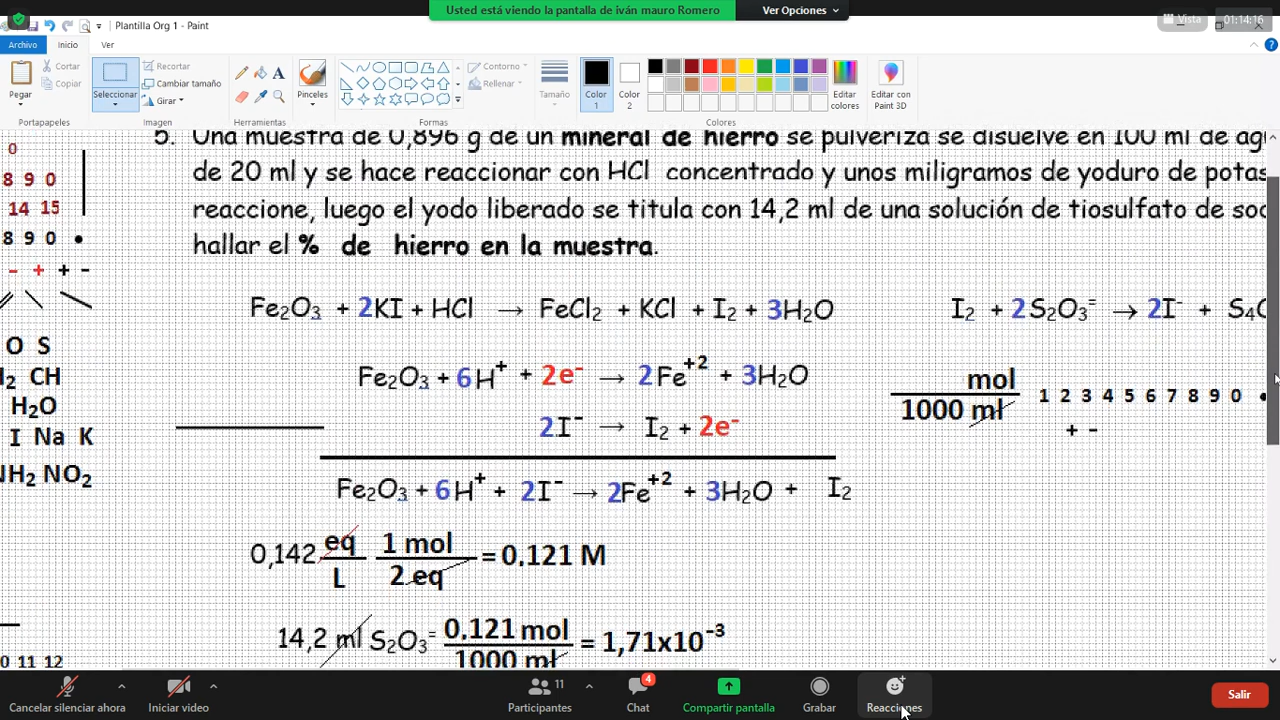 Usted está viendo la pantalla de iván mauro Romero
Ver Opciones
Vista
01:14:16
Plantilla Org 1 - Paint
Archivo
Inicio
Ver
Pegar
Cortar
Copiar
Portapapeles
Seleccionar
Recortar
Cambiar tamaño
Girar
Imagen
Pinceles
Herramientas
Contorno
Rellenar
Formas
Tamaño
Color 1
Color 2
Editar colores
Editar con Paint 3D
Colores
5. Una muestra de 0,896 g de un mineral de hierro se pulveriza se disuelve en 100 ml de ag
de 20 ml y se hace reaccionar con HCl concentrado y unos miligramos de yoduro de potas
reaccione, luego el yodo liberado se titula con 14,2 ml de una solución de tiosulfato de so
hallar el % de hierro en la muestra.
0
8 9 0
14 15
8 9 0 •
- + + -
O S
2 CH
H₂O
I Na K
NH₂ NO₂
0 11 12
Fe₂O₃ + 2KI + HCl → FeCl₂ + KCl + I₂ + 3H₂O
I₂ + 2S₂O₃⁼ → 2I⁻ + S₄O
Fe₂O₃ + 6H⁺ + 2e⁻ → 2Fe⁺² + 3H₂O
2I⁻ → I₂ + 2e⁻
Fe₂O₃ + 6H⁺ + 2I⁻ → 2Fe⁺² + 3H₂O + I₂
mol
1000 ml
1 2 3 4 5 6 7 8 9 0 •
+ -
0,142 eq/L 1 mol/2 eq = 0,121 M
14,2 ml S₂O₃⁼ 0,121 mol/1000 ml = 1,71x10⁻³
Cancelar silenciar ahora
Iniciar video
11
Participantes
4
Chat
Compartir pantalla
Grabar
Reacciones
Salir